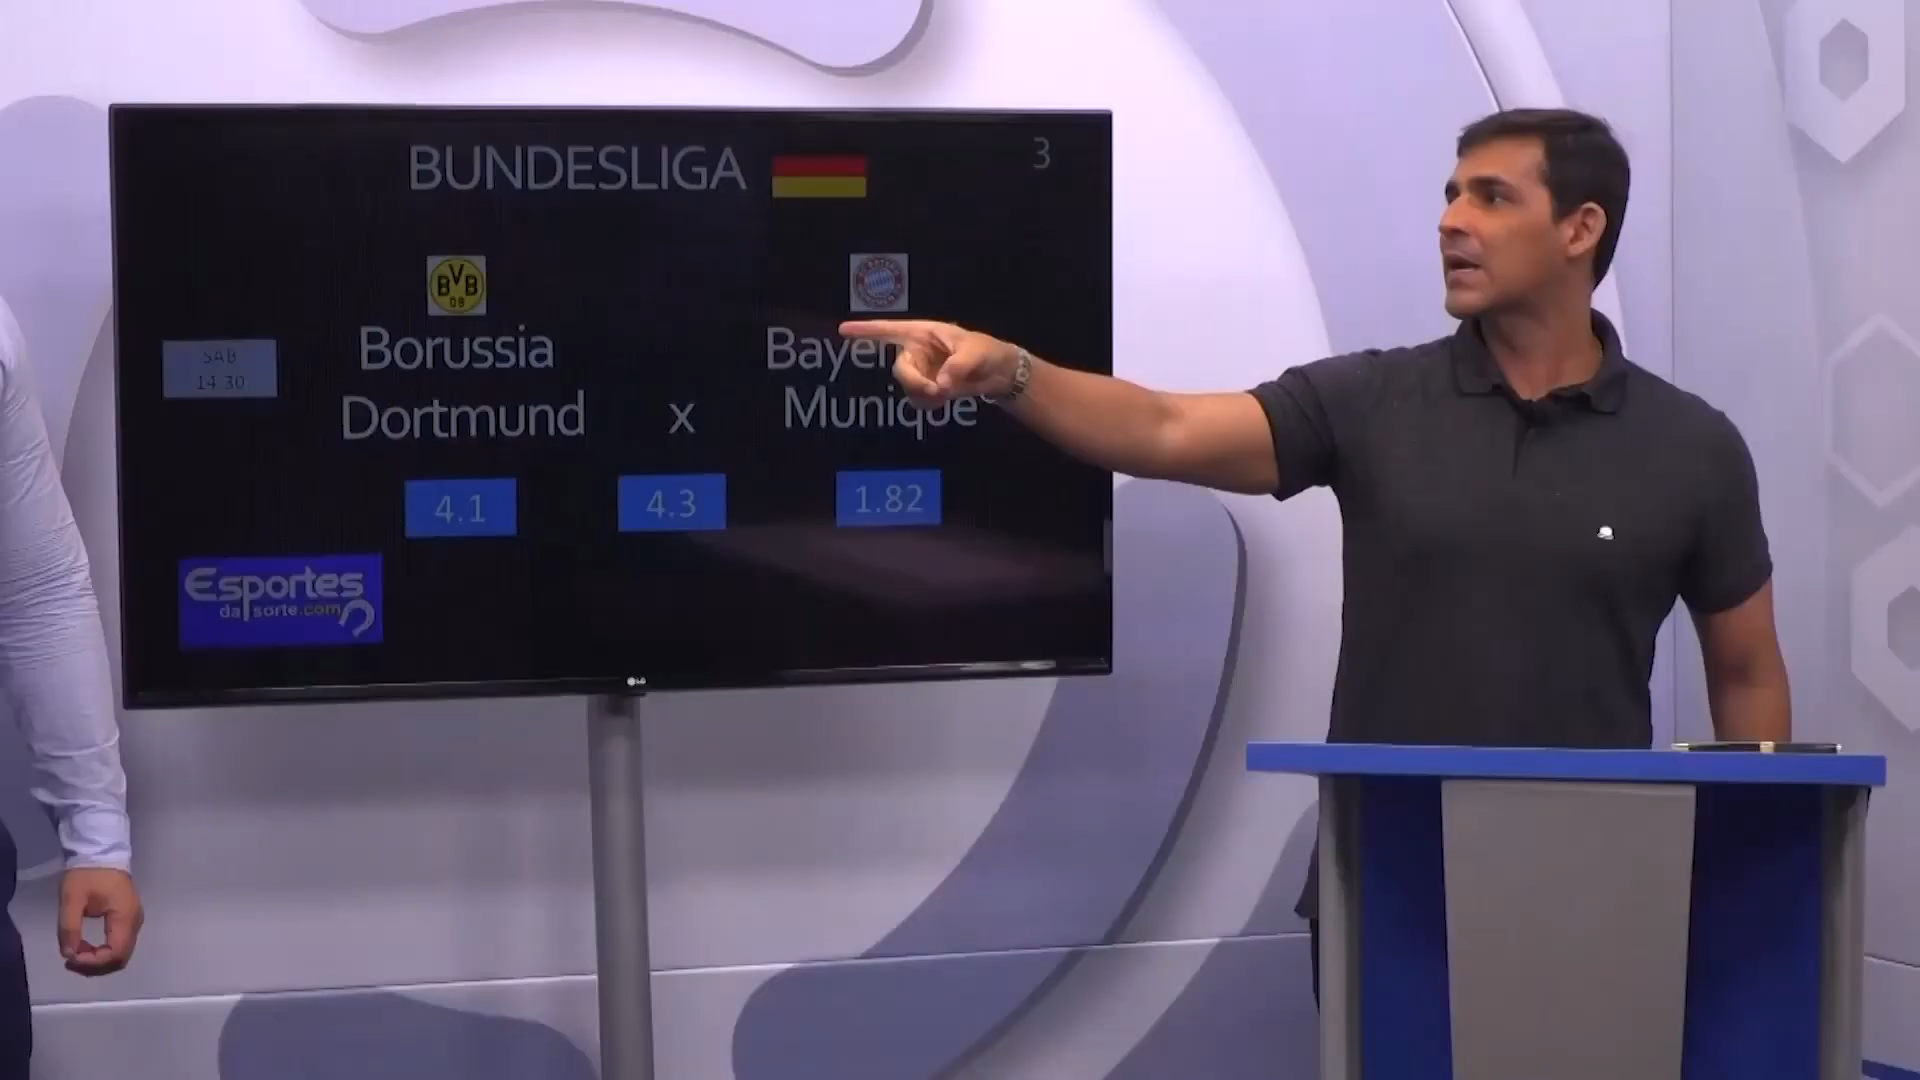 BUNDESLIGA
3
BVB
09
SAB
14 30
Borussia
Dortmund
x
Munique
4.1
4.3
1.82
Esportes
da sorte.com
LG